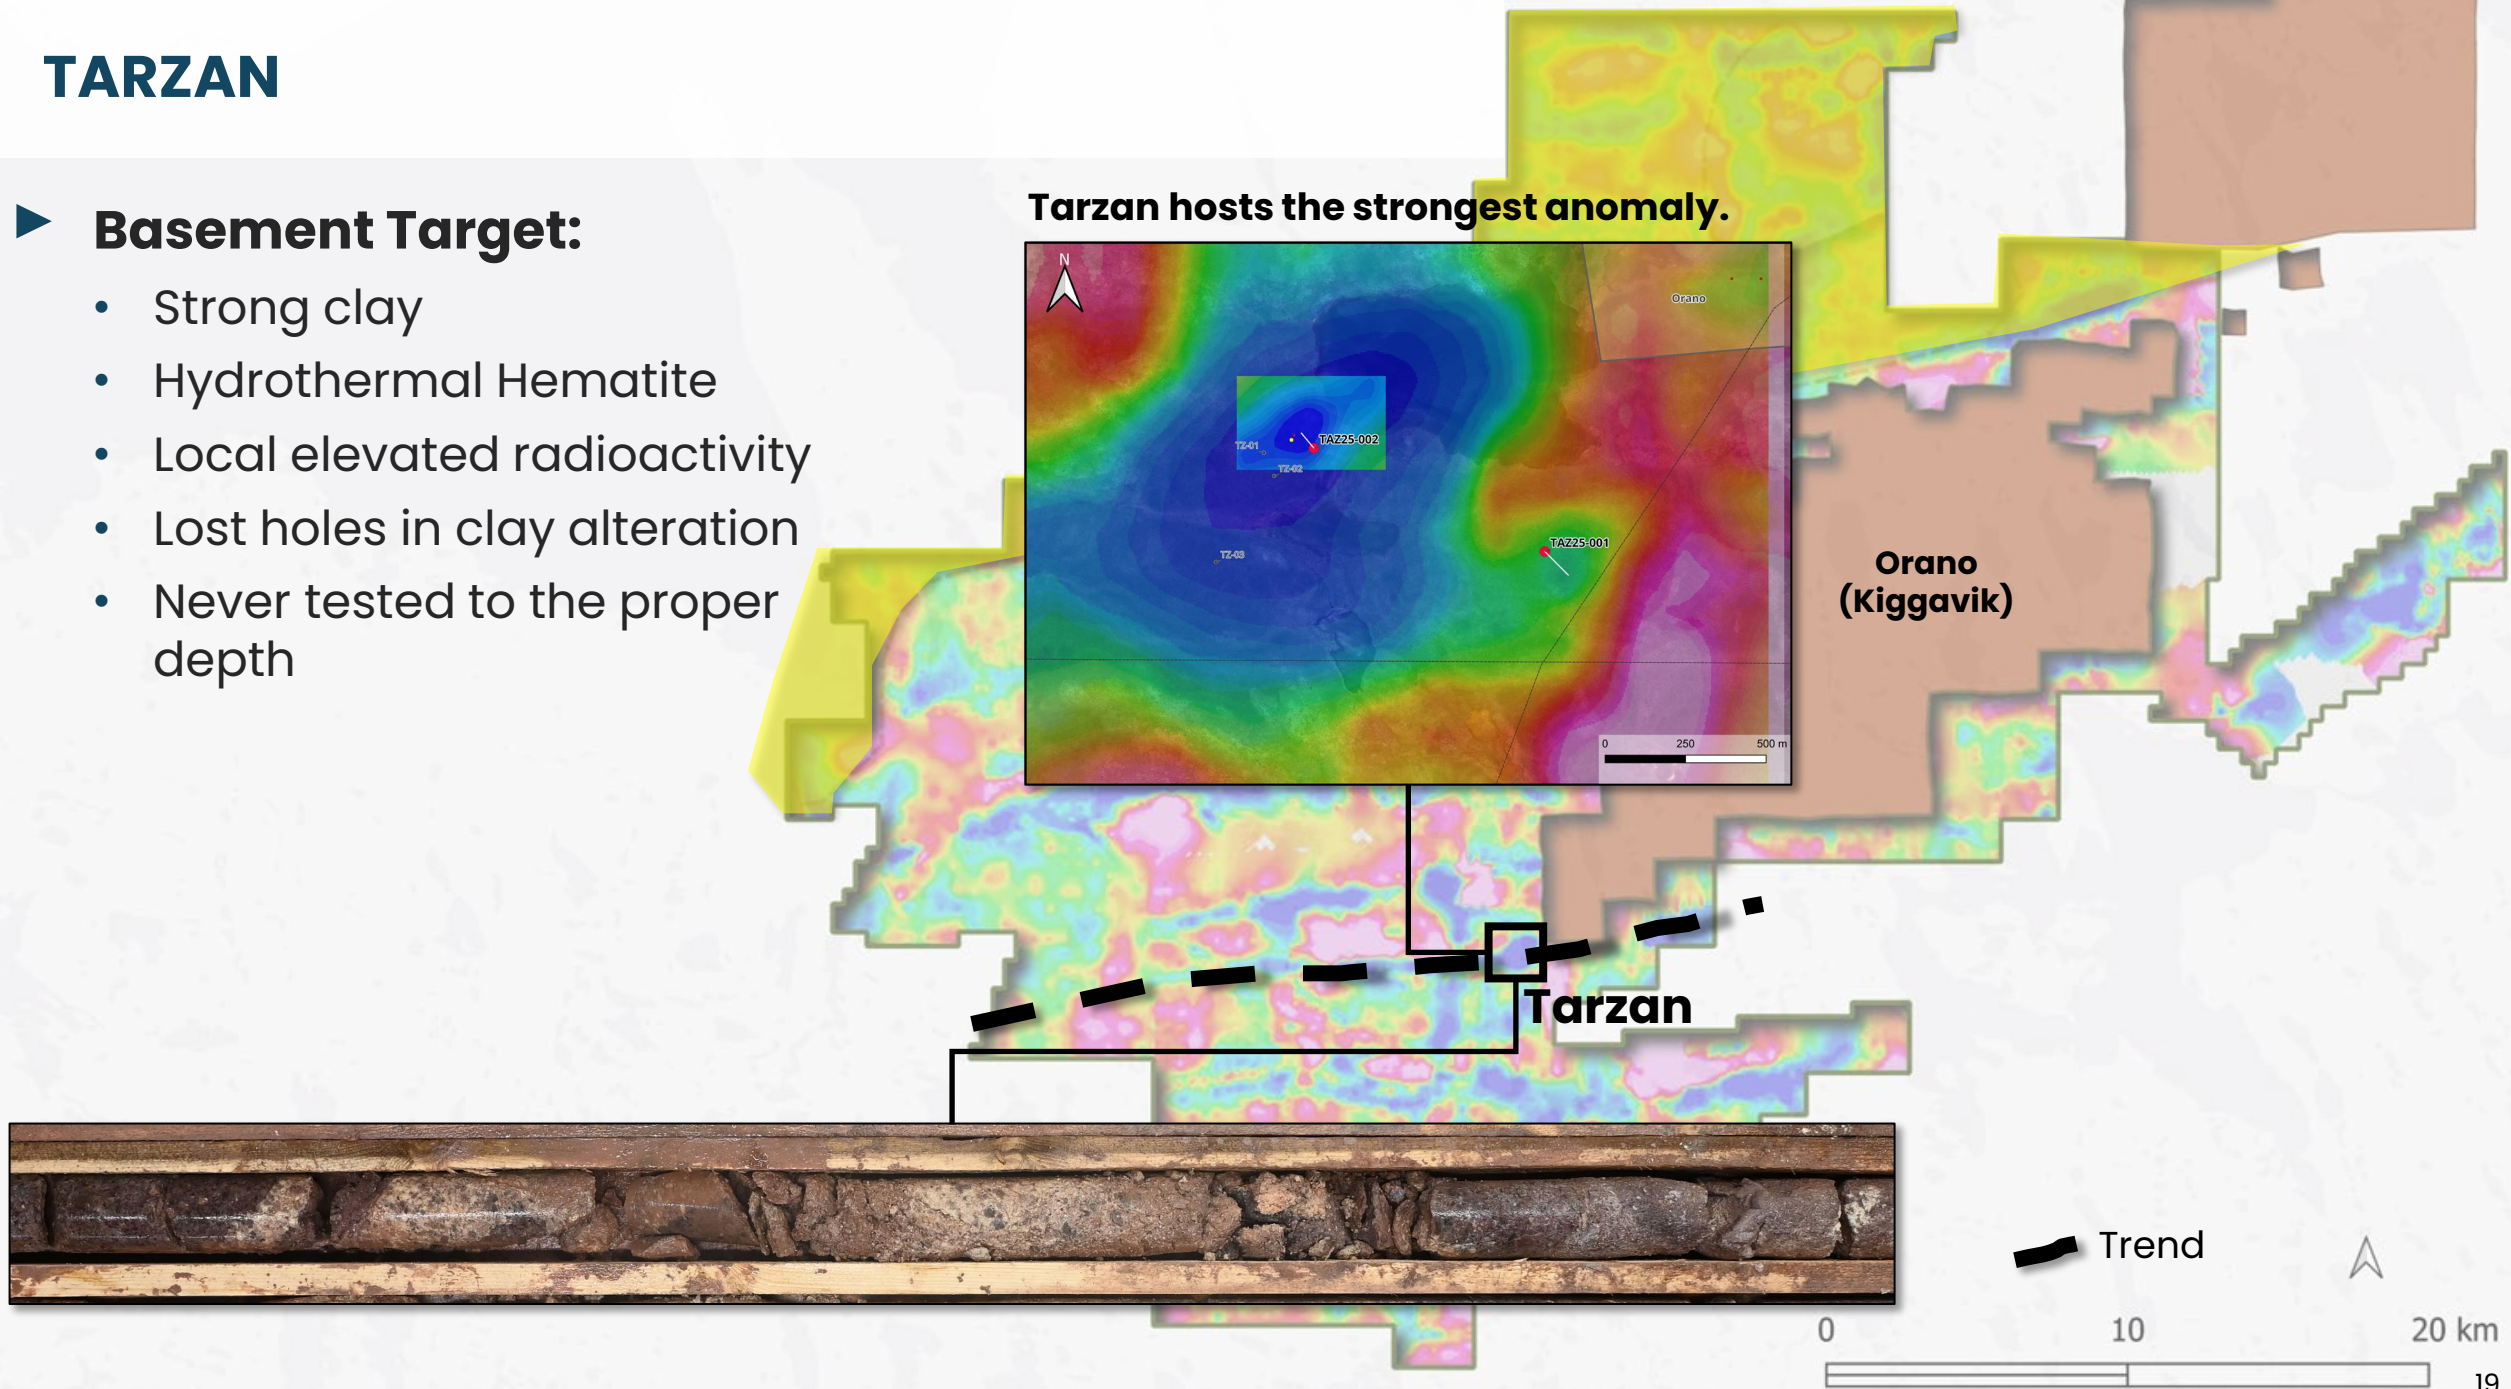 TARZAN
Basement Target:
• Strong clay
• Hydrothermal Hematite
• Local elevated radioactivity
• Lost holes in clay alteration
• Never tested to the proper
depth
Tarzan hosts the strongest anomaly.
N
Orano
TZ-01
TAZ25-002
TZ-02
TAZ25-001
TZ-03
0 250 500 m
Orano
(Kiggavik)
Tarzan
Trend
0 10 20 km
19